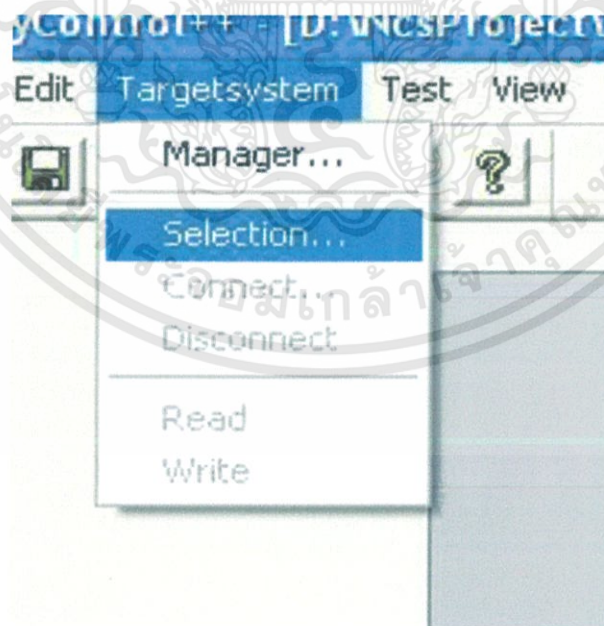 yControl++ - [D:\NcsProject\
Edit Targetsystem Test View
Manager...
Selection...
Connect...
Disconnect
Read
Write